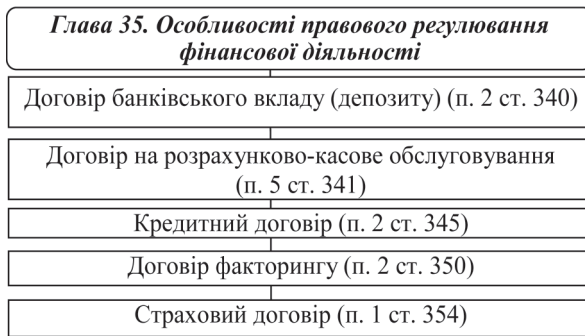 Глава 35. Особливості правового регулювання
фінансової діяльності
Договір банківського вкладу (депозиту) (п. 2 ст. 340)
Договір на розрахунково-касове обслуговування
(п. 5 ст. 341)
Кредитний договір (п. 2 ст. 345)
Договір факторингу (п. 2 ст. 350)
Страховий договір (п. 1 ст. 354)